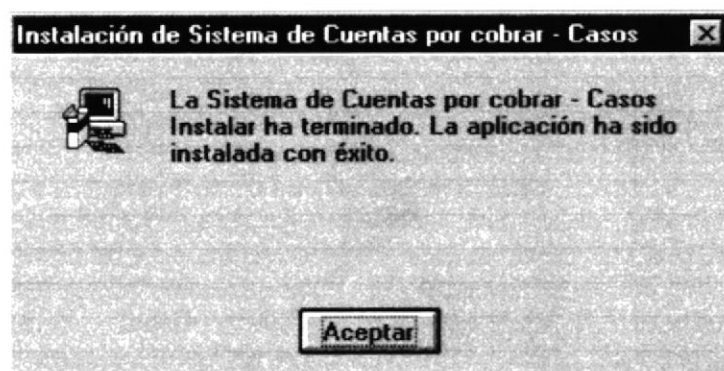 Instalación de Sistema de Cuentas por cobrar - Casos
La Sistema de Cuentas por cobrar - Casos
Instalar ha terminado. La aplicación ha sido
instalada con éxito.
Aceptar